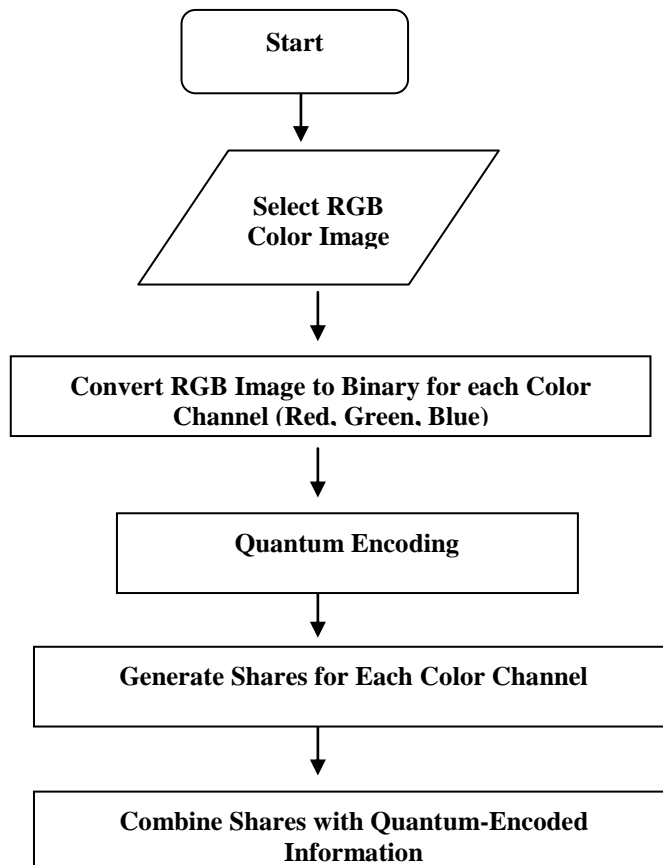 Start
Select RGB
Color Image
Convert RGB Image to Binary for each Color
Channel (Red, Green, Blue)
Quantum Encoding
Generate Shares for Each Color Channel
Combine Shares with Quantum-Encoded
Information